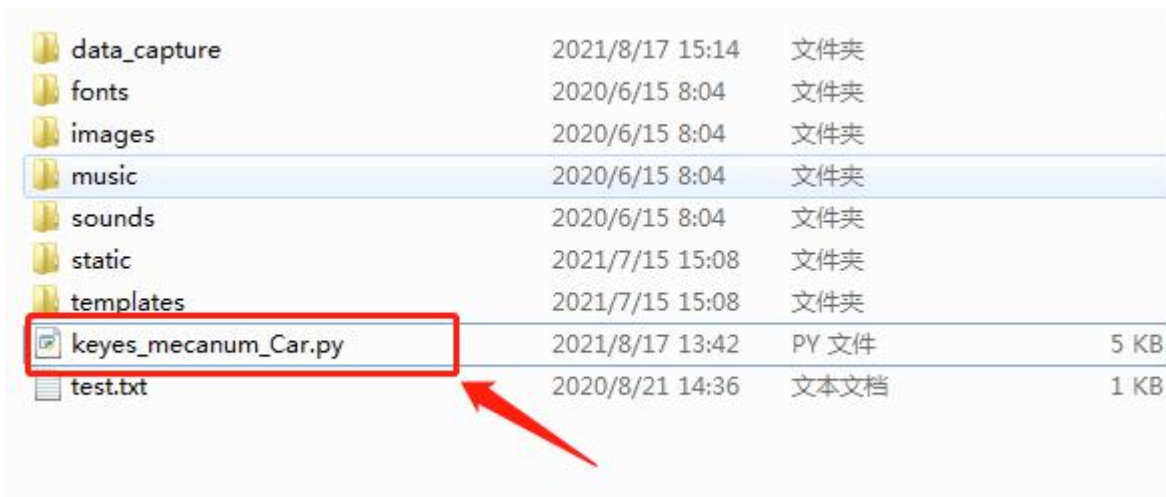 data_capture 2021/8/17 15:14 文件夹
fonts 2020/6/15 8:04 文件夹
images 2020/6/15 8:04 文件夹
music 2020/6/15 8:04 文件夹
sounds 2020/6/15 8:04 文件夹
static 2021/7/15 15:08 文件夹
templates 2021/7/15 15:08 文件夹
keyes_mecanum_Car.py 2021/8/17 13:42 PY 文件 5 KB
test.txt 2020/8/21 14:36 文本文档 1 KB